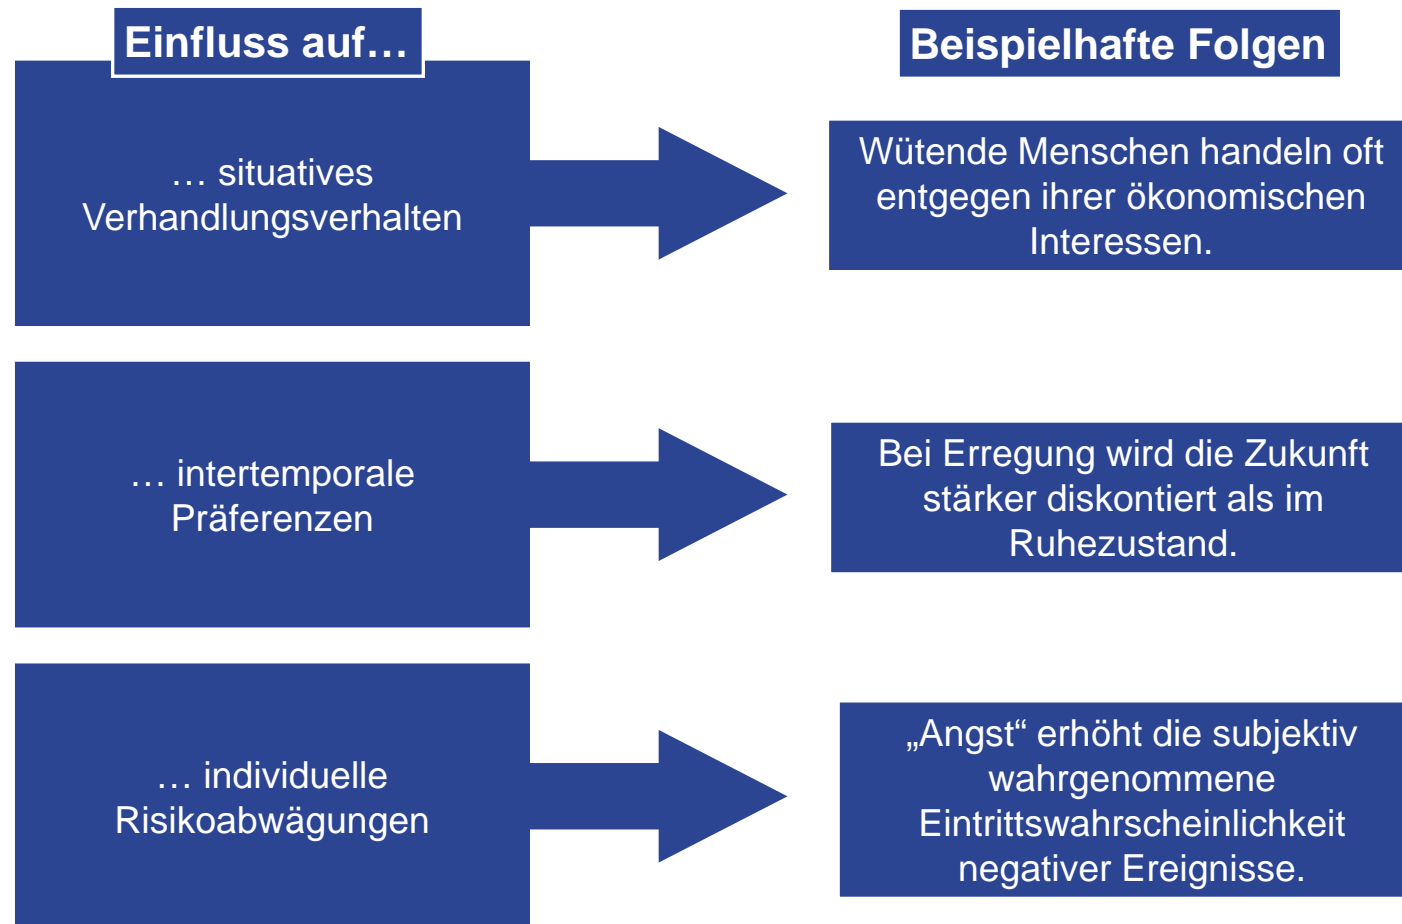 Einfluss auf…
Beispielhafte Folgen
… situatives
Verhandlungsverhalten
Wütende Menschen handeln oft
entgegen ihrer ökonomischen
Interessen.
… intertemporale
Präferenzen
Bei Erregung wird die Zukunft
stärker diskontiert als im
Ruhezustand.
… individuelle
Risikoabwägungen
„Angst“ erhöht die subjektiv
wahrgenommene
Eintrittswahrscheinlichkeit
negativer Ereignisse.